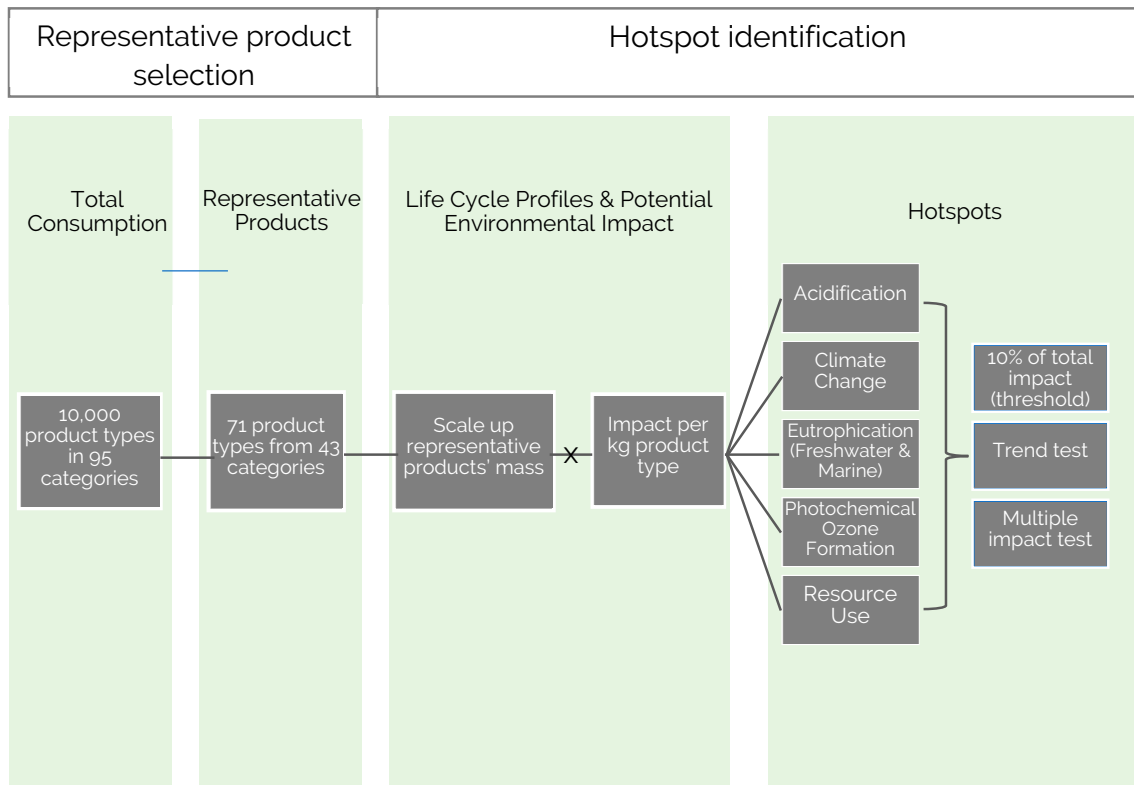 Representative product
selection
Hotspot identification
Total
Consumption
Representative
Products
Life Cycle Profiles & Potential
Environmental Impact
Hotspots
10,000
product types
in 95
categories
71 product
types from 43
categories
Scale up
representative
products' mass
X
Impact per
kg product
type
Acidification
Climate
Change
Eutrophication
(Freshwater &
Marine)
Photochemical
Ozone
Formation
Resource
Use
10% of total
impact
(threshold)
Trend test
Multiple
impact test